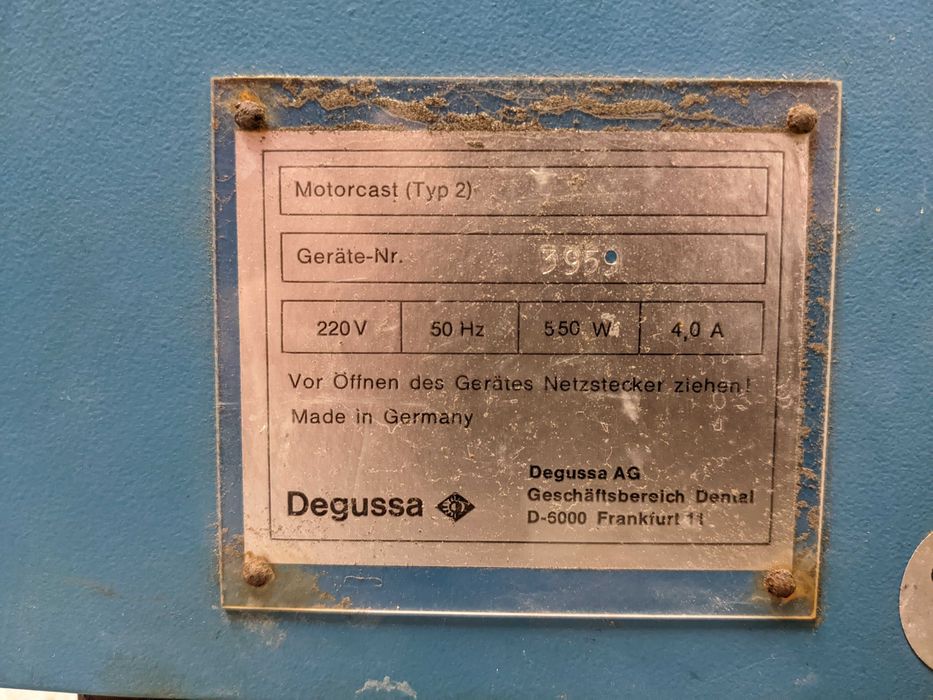 Motorcast (Typ 2)
Geräte-Nr. 3959
220 V 50 Hz 550 W 4,0 A
Vor Öffnen des Gerätes Netzstecker ziehen!
Made in Germany
Degussa AG
Geschäftsbereich Dental
D-6000 Frankfurt 11
Degussa